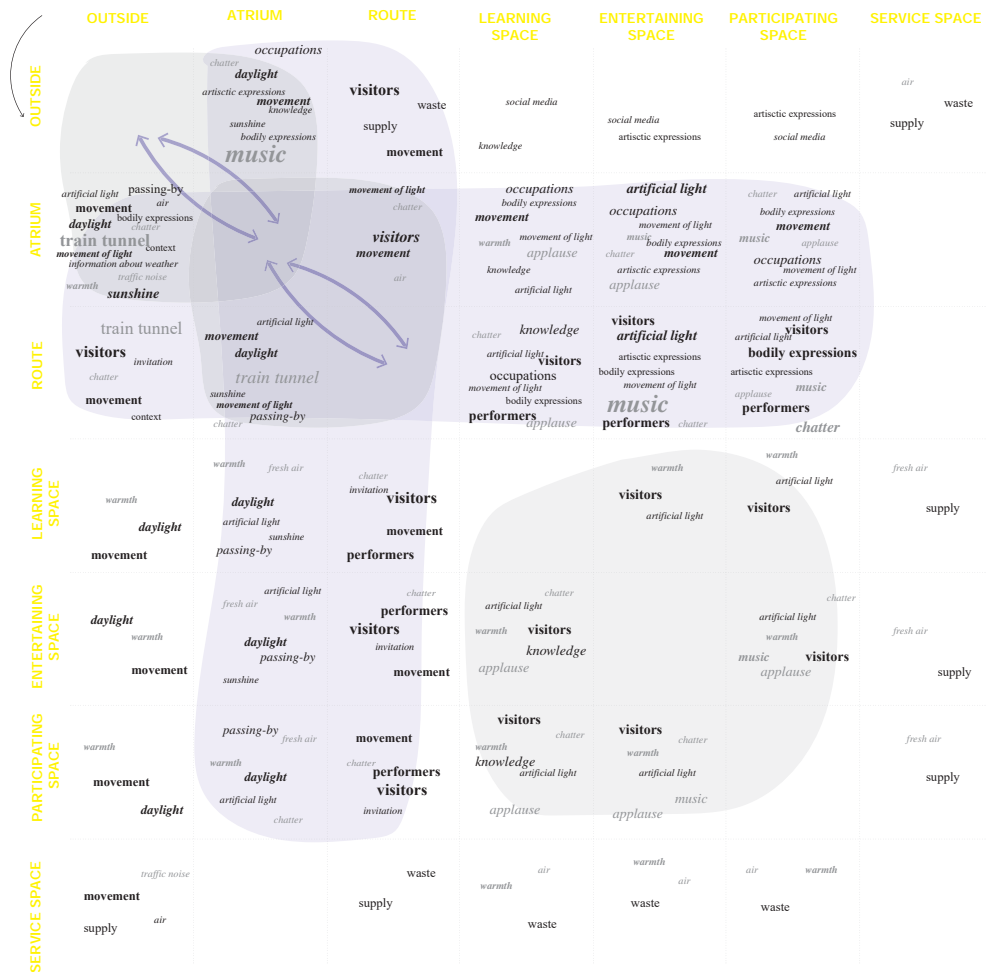 OUTSIDE
ATRIUM
ROUTE
LEARNING
SPACE
ENTERTAINING
SPACE
PARTICIPATING
SPACE
SERVICE SPACE
OUTSIDE
occupations
chatter
daylight
artisctic expressions
movement
knowledge
sunshine
bodily expressions
music
visitors
waste
supply
movement
social media
knowledge
social media
artisctic expressions
artisctic expressions
social media
air
waste
supply
ATRIUM
passing-by
artificial light
air
movement
bodily expressions
daylight
chatter
train tunnel
context
movement of light
information about weather
traffic noise
warmth
sunshine
movement of light
chatter
visitors
movement
air
occupations
bodily expressions
movement
movement of light
warmth
applause
knowledge
artificial light
artificial light
occupations
movement of light
music
bodily expressions
chatter
movement
artisctic expressions
applause
chatter
artificial light
bodily expressions
movement
music
applause
occupations
movement of light
artisctic expressions
ROUTE
train tunnel
visitors
invitation
chatter
movement
context
artificial light
movement
daylight
train tunnel
sunshine
movement of light
passing-by
chatter
knowledge
chatter
artificial light
visitors
occupations
movement of light
bodily expressions
performers
applause
visitors
artificial light
artisctic expressions
bodily expressions
movement of light
music
performers
chatter
movement of light
visitors
artificial light
bodily expressions
artisctic expressions
music
applause
performers
chatter
LEARNING
SPACE
warmth
daylight
movement
warmth
fresh air
daylight
artificial light
sunshine
passing-by
chatter
invitation
visitors
movement
performers
warmth
visitors
artificial light
warmth
artificial light
visitors
fresh air
supply
ENTERTAINING
SPACE
daylight
warmth
movement
artificial light
fresh air
warmth
daylight
passing-by
sunshine
chatter
performers
visitors
invitation
movement
chatter
artificial light
warmth
visitors
knowledge
applause
chatter
artificial light
warmth
music
visitors
applause
fresh air
supply
PARTICIPATING
SPACE
warmth
movement
daylight
passing-by
fresh air
warmth
daylight
artificial light
chatter
movement
chatter
performers
visitors
invitation
visitors
chatter
warmth
knowledge
artificial light
applause
visitors
chatter
warmth
artificial light
music
applause
fresh air
supply
SERVICE SPACE
traffic noise
movement
air
supply
waste
supply
air
warmth
waste
warmth
air
waste
air
warmth
waste